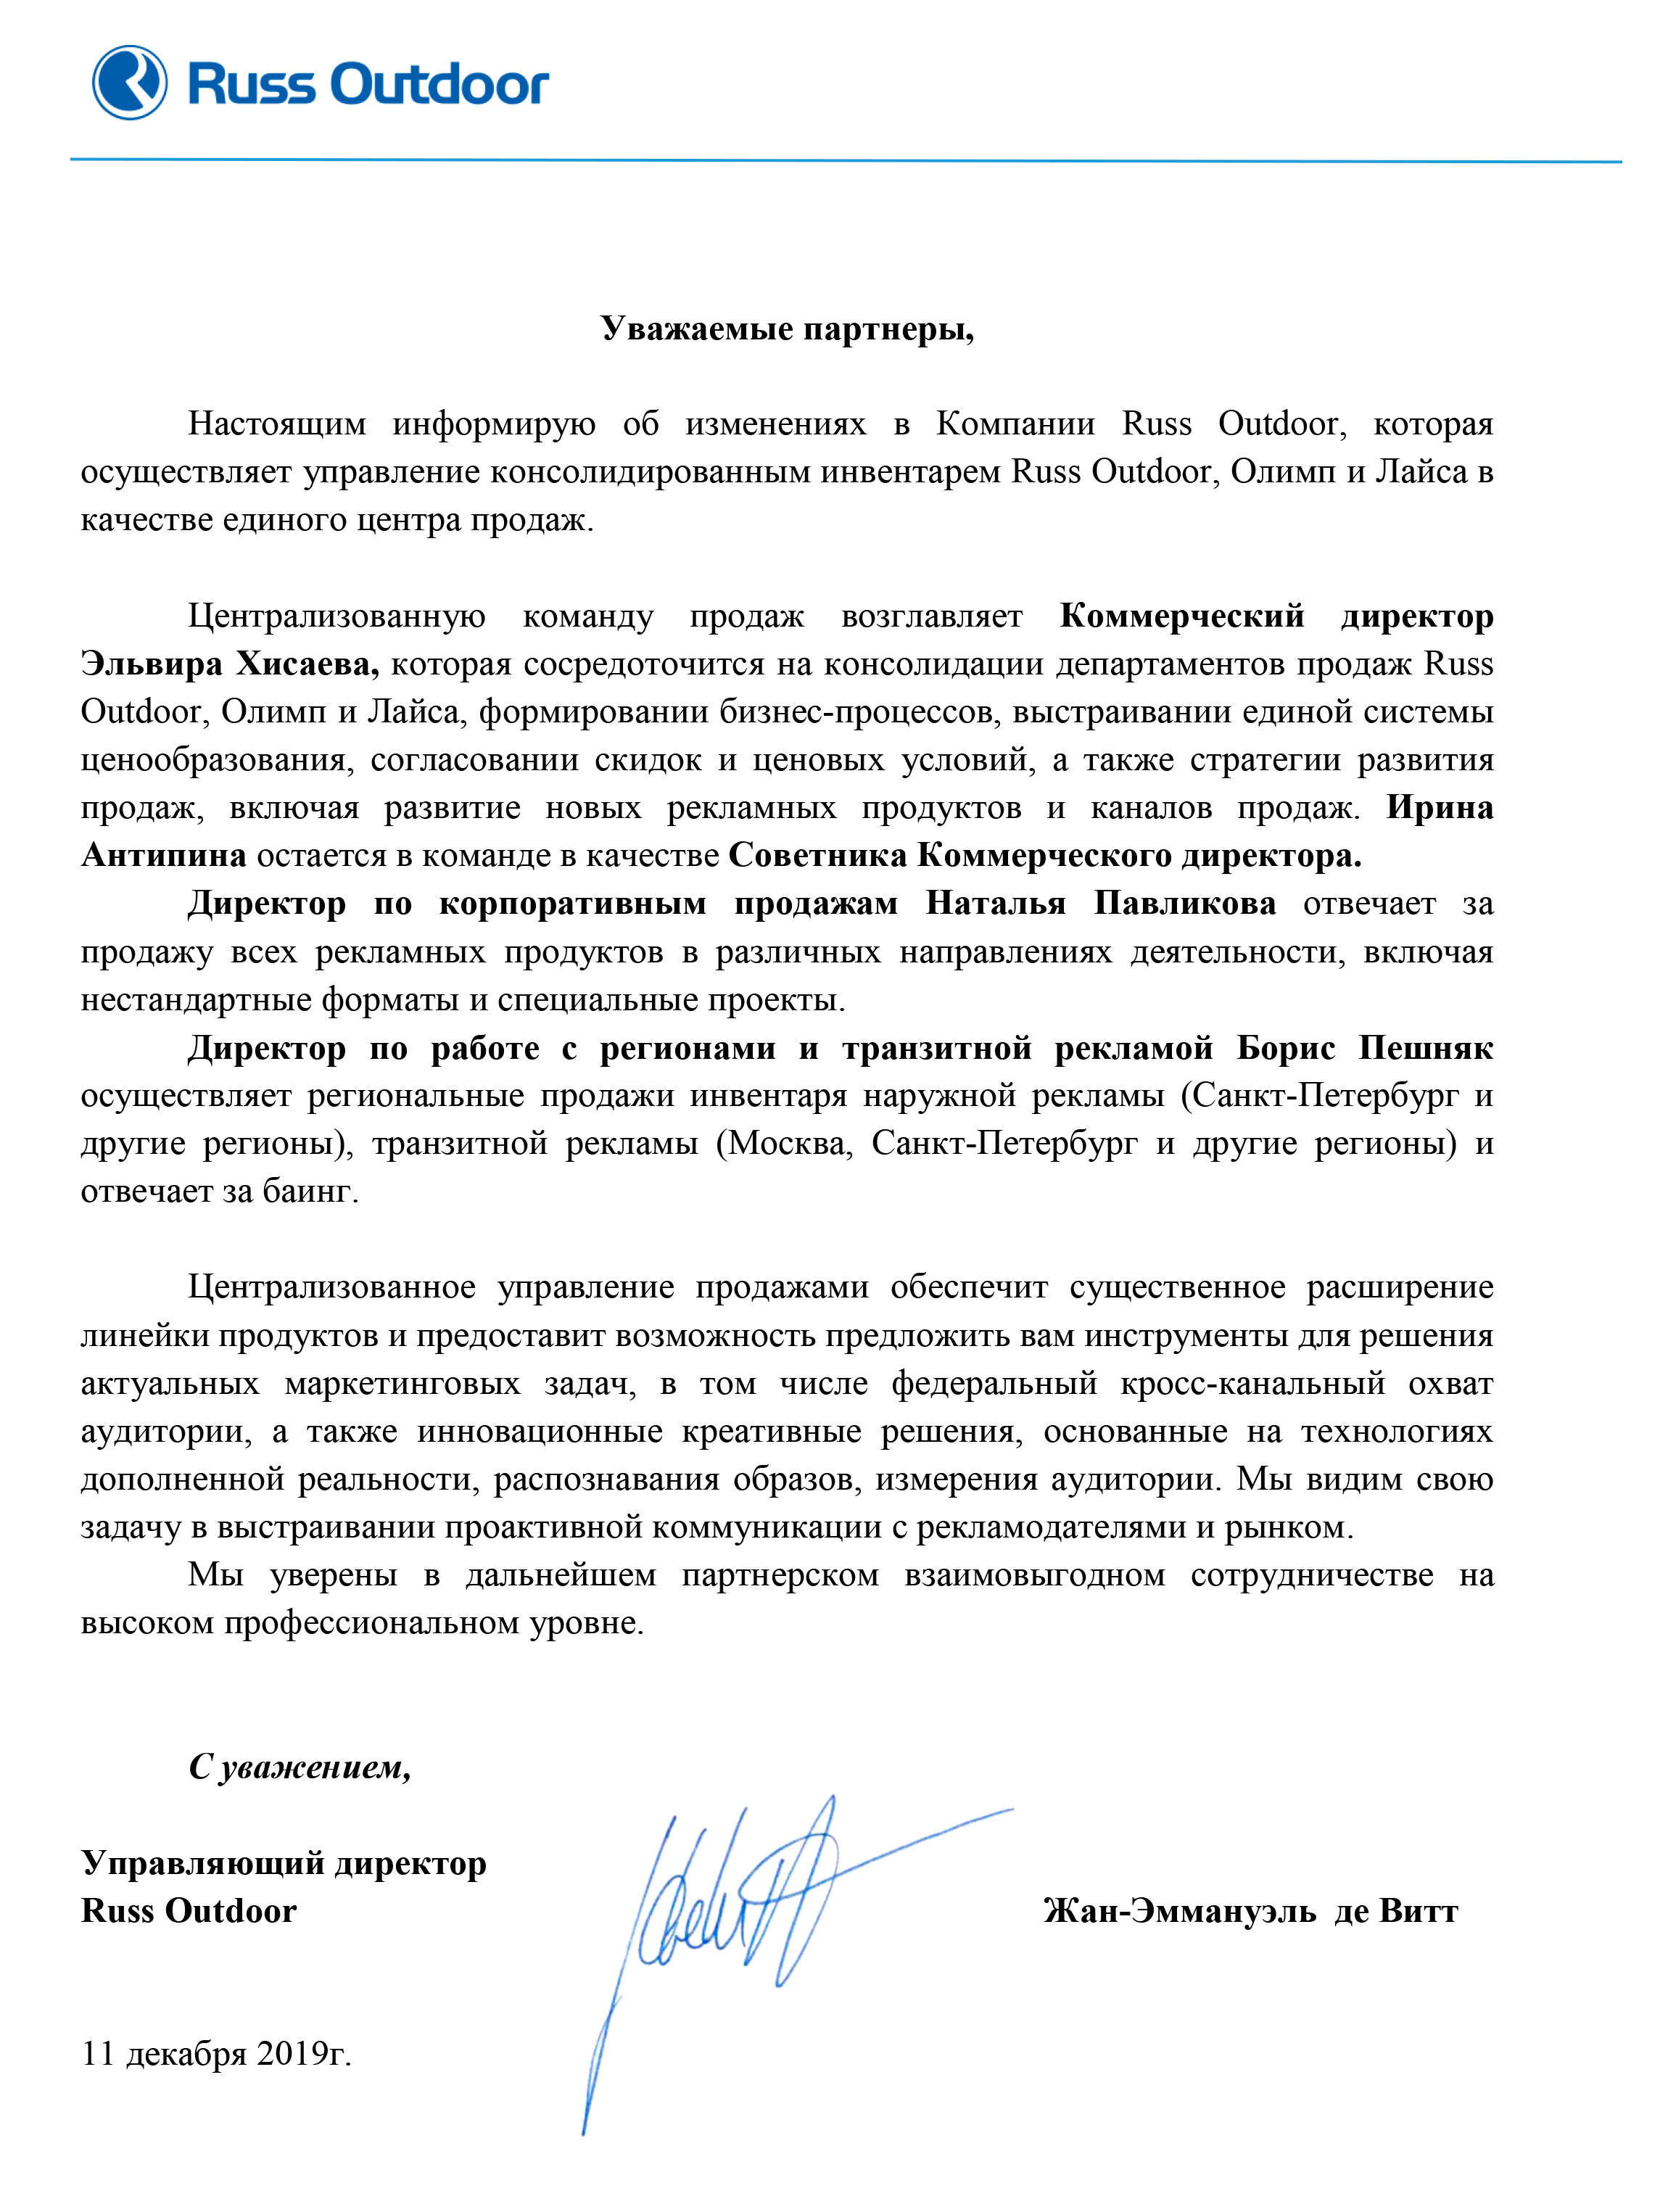 Russ Outdoor
Уважаемые партнеры,
Настоящим информирую об изменениях в Компании Russ Outdoor, которая
осуществляет управление консолидированным инвентарем Russ Outdoor, Олимп и Лайса в
качестве единого центра продаж.
Централизованную команду продаж возглавляет Коммерческий директор
Эльвира Хисаева, которая сосредоточится на консолидации департаментов продаж Russ
Outdoor, Олимп и Лайса, формировании бизнес-процессов, выстраивании единой системы
ценообразования, согласовании скидок и ценовых условий, а также стратегии развития
продаж, включая развитие новых рекламных продуктов и каналов продаж. Ирина
Антипина остается в команде в качестве Советника Коммерческого директора.
Директор по корпоративным продажам Наталья Павликова отвечает за
продажу всех рекламных продуктов в различных направлениях деятельности, включая
нестандартные форматы и специальные проекты.
Директор по работе с регионами и транзитной рекламой Борис Пешняк
осуществляет региональные продажи инвентаря наружной рекламы (Санкт-Петербург и
другие регионы), транзитной рекламы (Москва, Санкт-Петербург и другие регионы) и
отвечает за баинг.
Централизованное управление продажами обеспечит существенное расширение
линейки продуктов и предоставит возможность предложить вам инструменты для решения
актуальных маркетинговых задач, в том числе федеральный кросс-канальный охват
аудитории, а также инновационные креативные решения, основанные на технологиях
дополненной реальности, распознавания образов, измерения аудитории. Мы видим свою
задачу в выстраивании проактивной коммуникации с рекламодателями и рынком.
Мы уверены в дальнейшем партнерском взаимовыгодном сотрудничестве на
высоком профессиональном уровне.
С уважением,
Управляющий директор
Russ Outdoor Жан-Эммануэль де Витт
11 декабря 2019г.